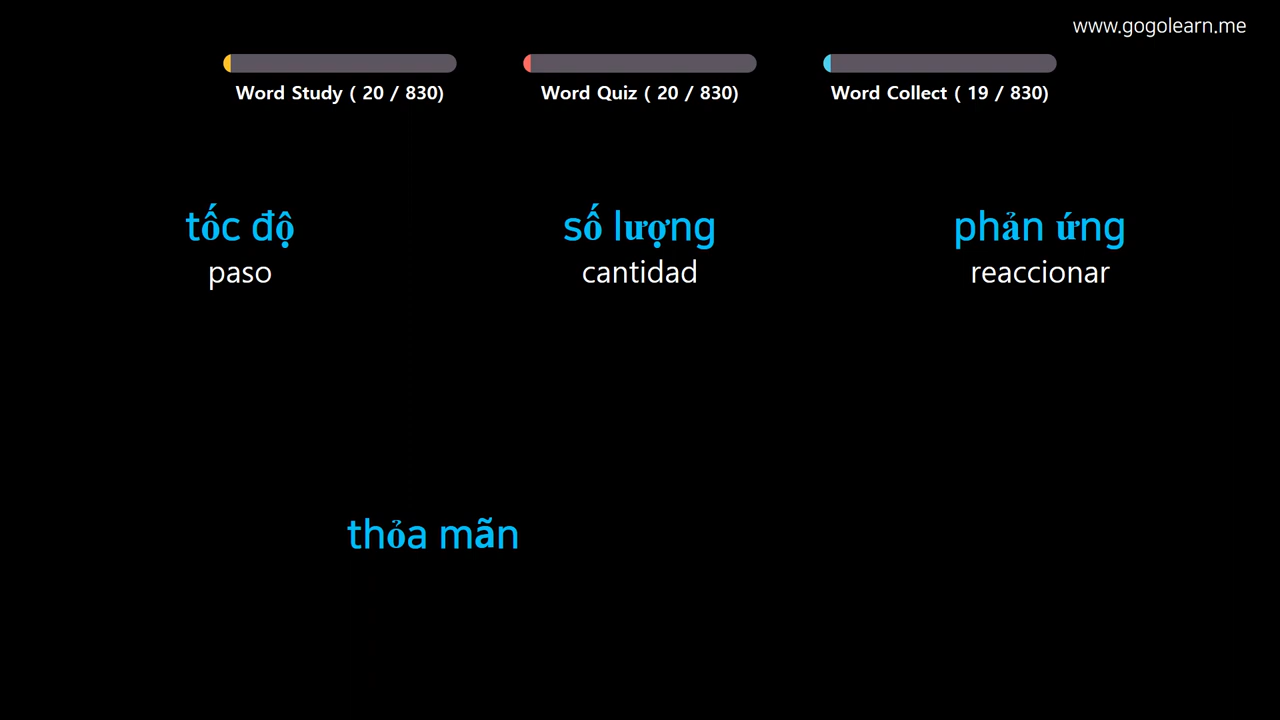 www.gogolearn.me
Word Study ( 20 / 830)
Word Quiz ( 20 / 830)
Word Collect ( 19 / 830)
tốc độ
paso
số lượng
cantidad
phản ứng
reaccionar
thỏa mãn